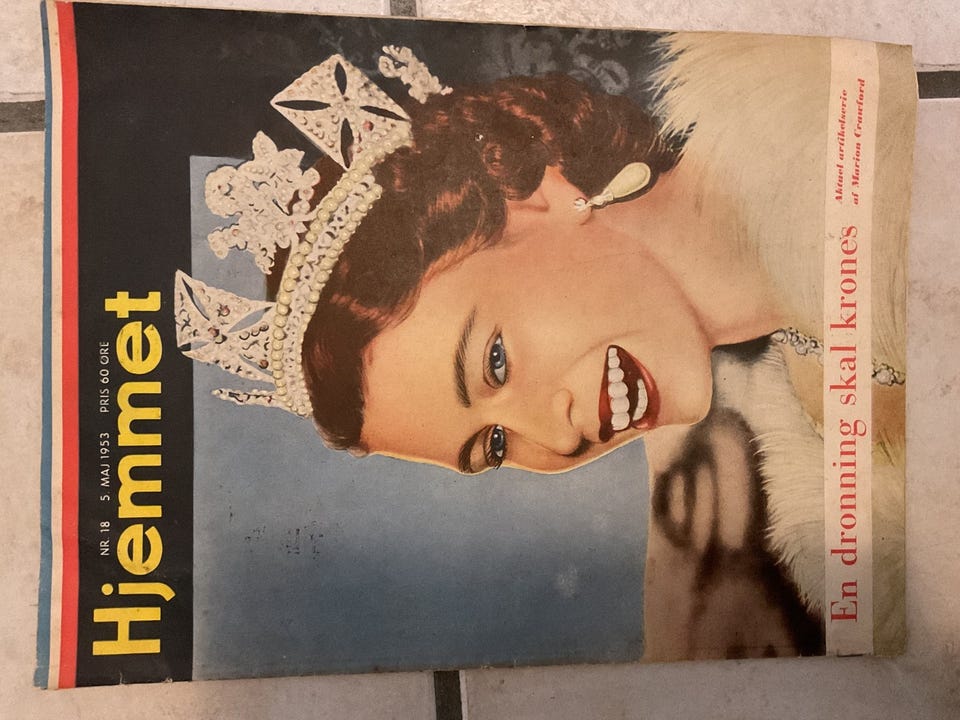 NR. 18 5. MAJ 1953 PRIS 60 ØRE
Hjemmet
En dronning skal krones
Aktuel artikelserie
af Marion Crawford